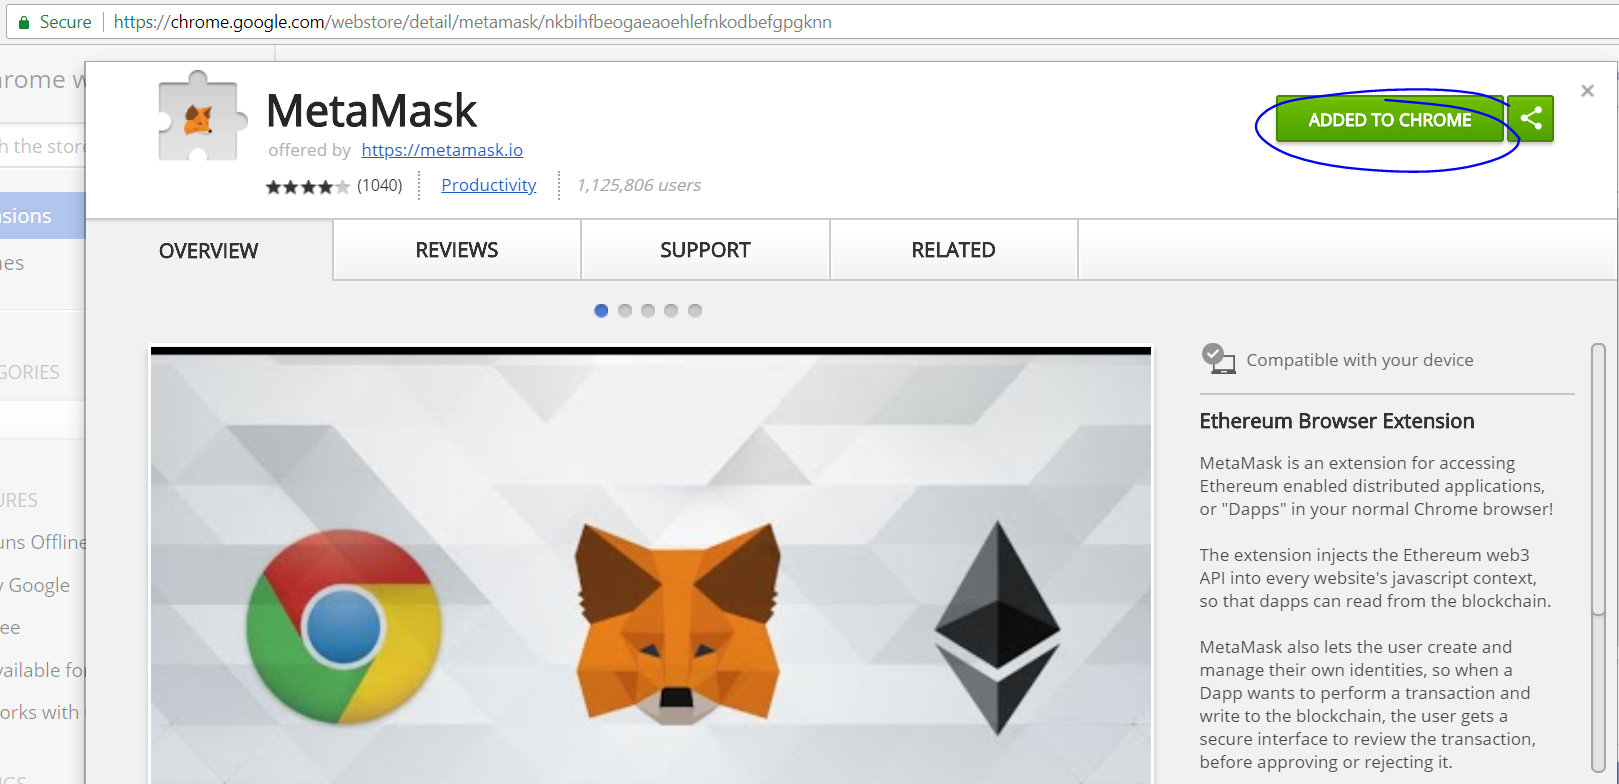 Secure
https://chrome.google.com/webstore/detail/metamask/nkbihfbeogaeaoehlefnkodbefgpgknn
rome w
MetaMask
ADDED TO CHROME
offered by https://metamask.io
h the store
(1040)
Productivity
1,125,806 users
sions
OVERVIEW
REVIEWS
SUPPORT
RELATED
nes
GORIES
URES
uns Offline
y Google
ee
vailable for
orks with
Compatible with your device
Ethereum Browser Extension
MetaMask is an extension for accessing
Ethereum enabled distributed applications,
or "Dapps" in your normal Chrome browser!
The extension injects the Ethereum web3
API into every website's javascript context,
so that dapps can read from the blockchain.
MetaMask also lets the user create and
manage their own identities, so when a
Dapp wants to perform a transaction and
write to the blockchain, the user gets a
secure interface to review the transaction,
before approving or rejecting it.